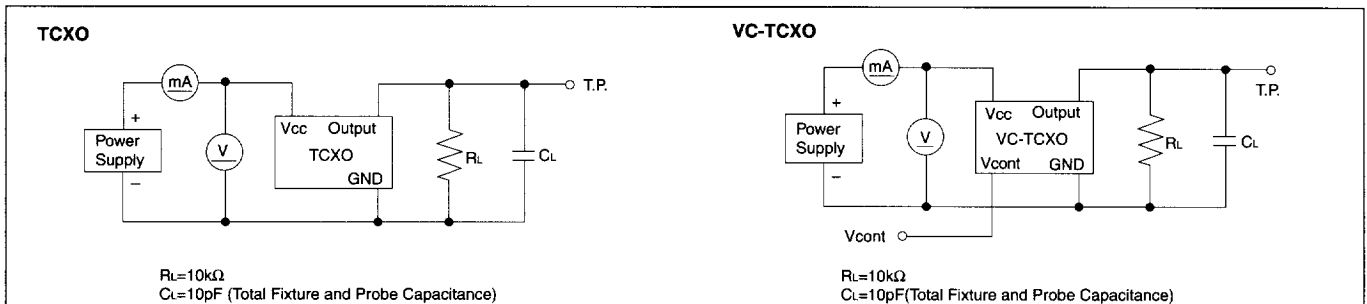 TCXO
mA
T.P.
+
Power
Supply
−
V
Vcc Output
TCXO
GND
RL
CL
RL=10kΩ
CL=10pF (Total Fixture and Probe Capacitance)
VC-TCXO
mA
T.P.
+
Power
Supply
−
V
Vcc Output
VC-TCXO
Vcont GND
RL
CL
Vcont
RL=10kΩ
CL=10pF(Total Fixture and Probe Capacitance)